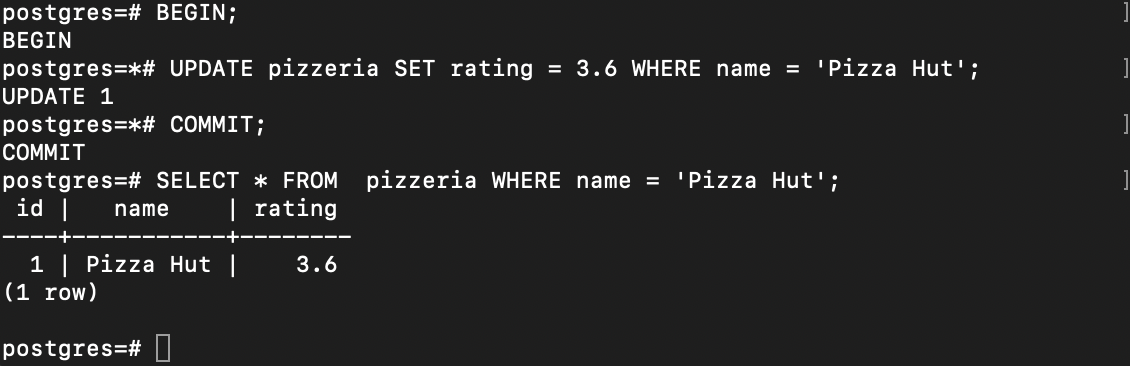 postgres=# BEGIN;
BEGIN
postgres=*# UPDATE pizzeria SET rating = 3.6 WHERE name = 'Pizza Hut';
UPDATE 1
postgres=*# COMMIT;
COMMIT
postgres=# SELECT * FROM  pizzeria WHERE name = 'Pizza Hut';
 id |   name    | rating
----+-----------+--------
  1 | Pizza Hut |    3.6
(1 row)

postgres=#